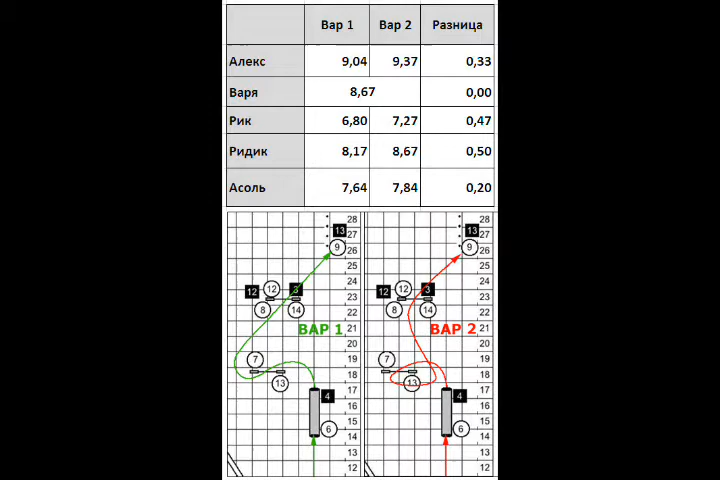 Вар 1 Вар 2 Разница
Алекс 9,04 9,37 0,33
Варя 8,67 0,00
Рик 6,80 7,27 0,47
Ридик 8,17 8,67 0,50
Асоль 7,64 7,84 0,20
28 28
13 27 13 27
9 26 9 26
25 25
12 12 3 24 12 12 3 24
23 23
8 14 22 8 14 22
ВАР 1 21 ВАР 2 21
20 20
7 19 7 19
13 18 13 18
17 17
4 16 4 16
6 15 6 15
14 14
13 13
12 12